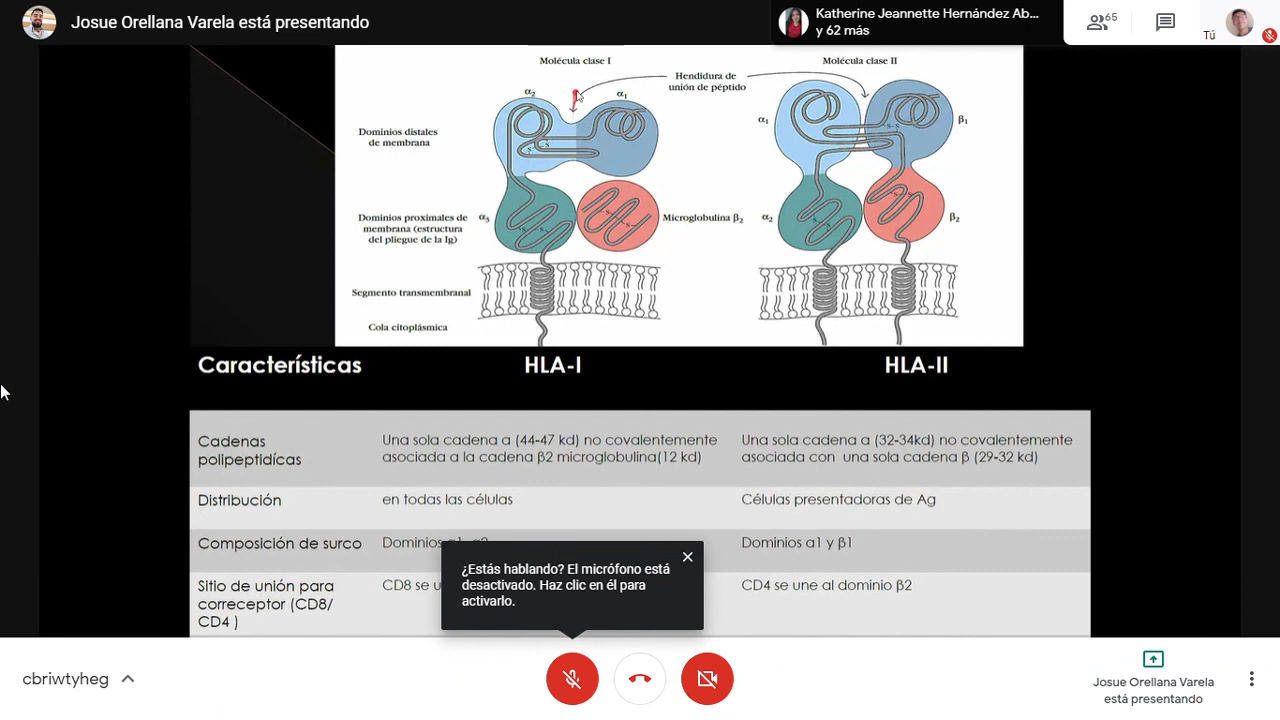 Josue Orellana Varela está presentando
Katherine Jeannette Hernández Ab...
y 62 más
65
Tú
Molécula clase I
Molécula clase II
Hendidura de
unión de péptido
α2
α1
α1
β1
Dominios distales
de membrana
s
s
s-s
Dominios proximales de
membrana (estructura
del pliegue de la Ig)
α3
Microglobulina β2
α2
β2
s-s
s-s
s-s
s-s
Segmento transmembranal
Cola citoplásmica
Características
HLA-I
HLA-II
Cadenas
polipeptidícas
Una sola cadena a (44-47 kd) no covalentemente
asociada a la cadena β2 microglobulina(12 kd)
Una sola cadena a (32-34kd) no covalentemente
asociada con una sola cadena β (29-32 kd)
Distribución
en todas las células
Células presentadoras de Ag
Composición de surco
Dominios
Dominios a1 y β1
Sitio de unión para
correceptor (CD8/
CD4 )
CD8 se u
CD4 se une al dominio β2
¿Estás hablando? El micrófono está
desactivado. Haz clic en él para
activarlo.
cbriwtyheg
Josue Orellana Varela
está presentando